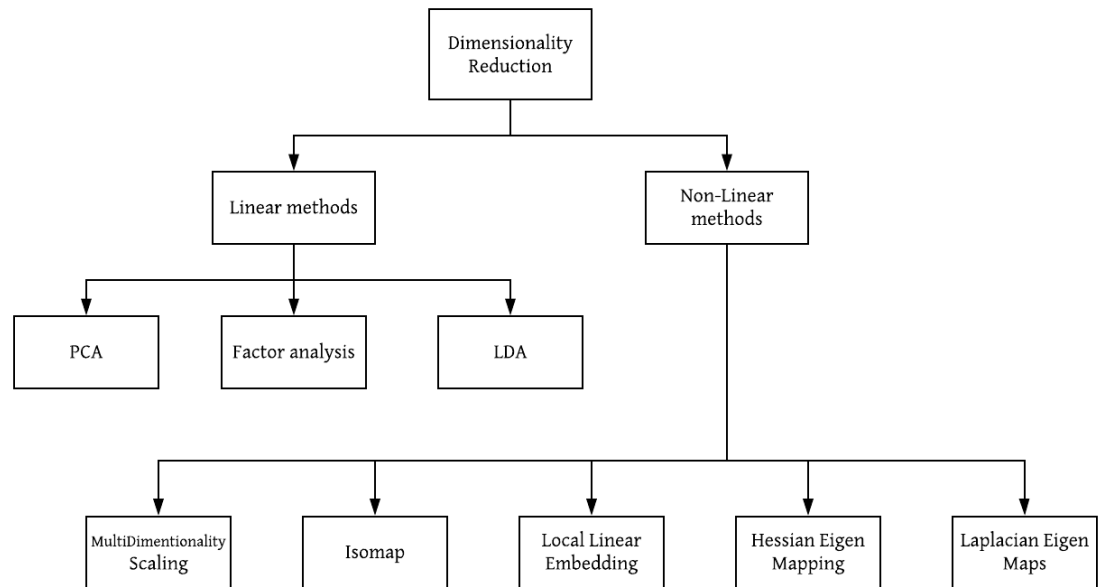 Dimensionality
Reduction
Linear methods
Non-Linear
methods
PCA
Factor analysis
LDA
MultiDimentionality
Scaling
Isomap
Local Linear
Embedding
Hessian Eigen
Mapping
Laplacian Eigen
Maps